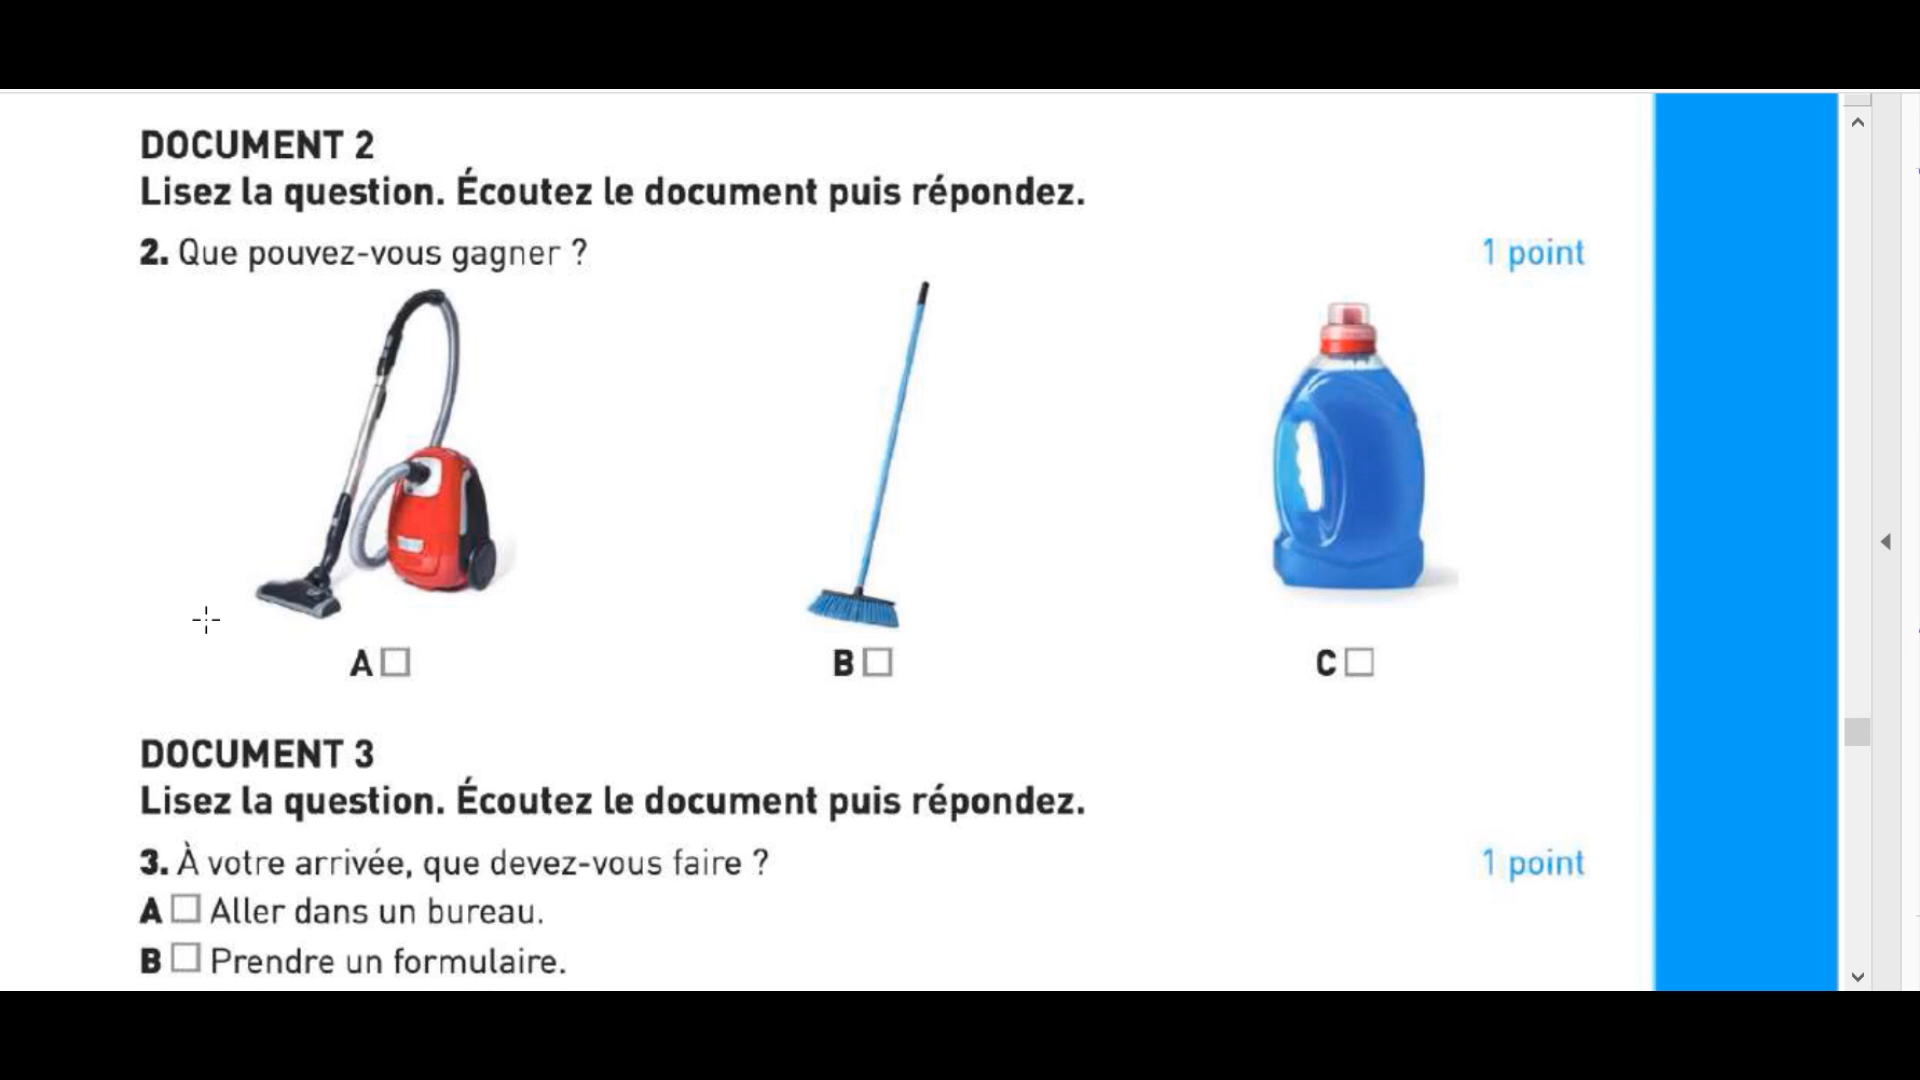 DOCUMENT 2
Lisez la question. Écoutez le document puis répondez.
2. Que pouvez-vous gagner ?
1 point
A
B
C
DOCUMENT 3
Lisez la question. Écoutez le document puis répondez.
3. À votre arrivée, que devez-vous faire ?
1 point
A Aller dans un bureau.
B Prendre un formulaire.